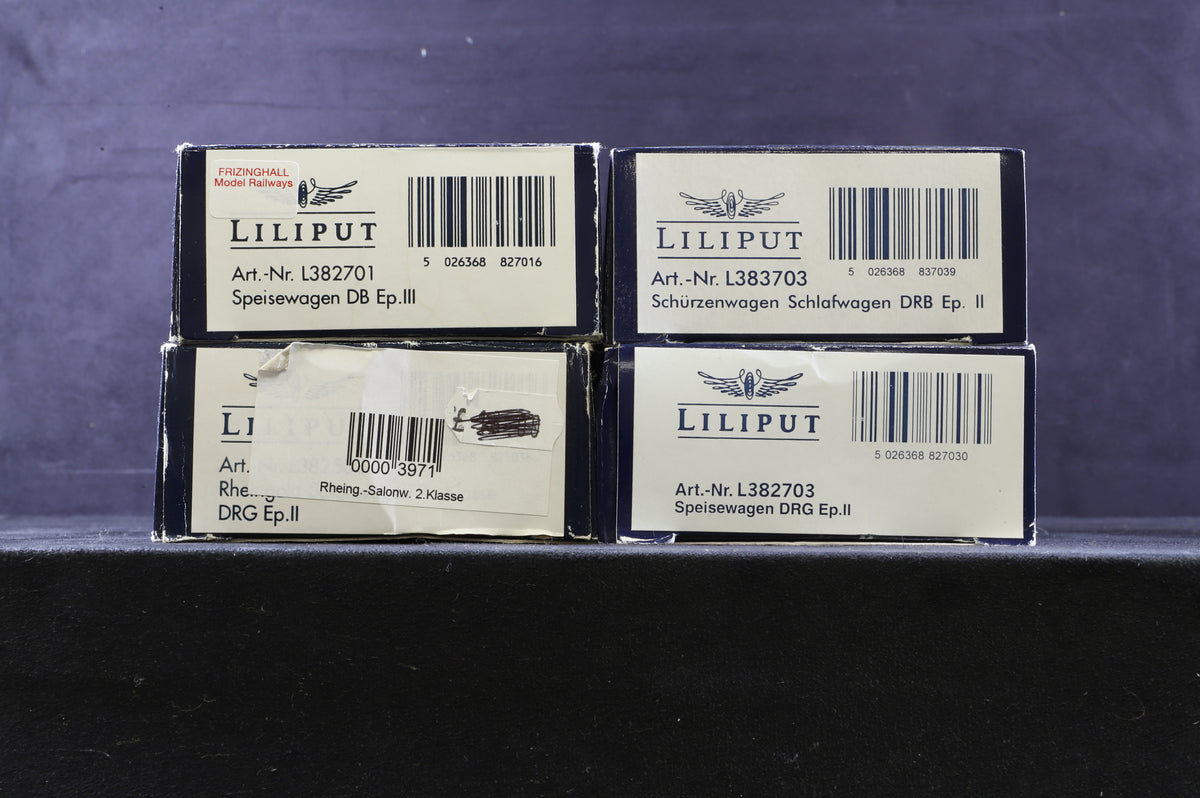 FRIZINGHALL
Model Railways
LILIPUT
5 026368 827016
Art.-Nr. L382701
Speisewagen DB Ep.III
LILIPUT
5 026368 837039
Art.-Nr. L383703
Schürzenwagen Schlafwagen DRB Ep. II
LILIPUT
£
0000 3971
Art.
Rheing.-Salonw. 2.Klasse
DRG Ep.II
LILIPUT
5 026368 827030
Art.-Nr. L382703
Speisewagen DRG Ep.II